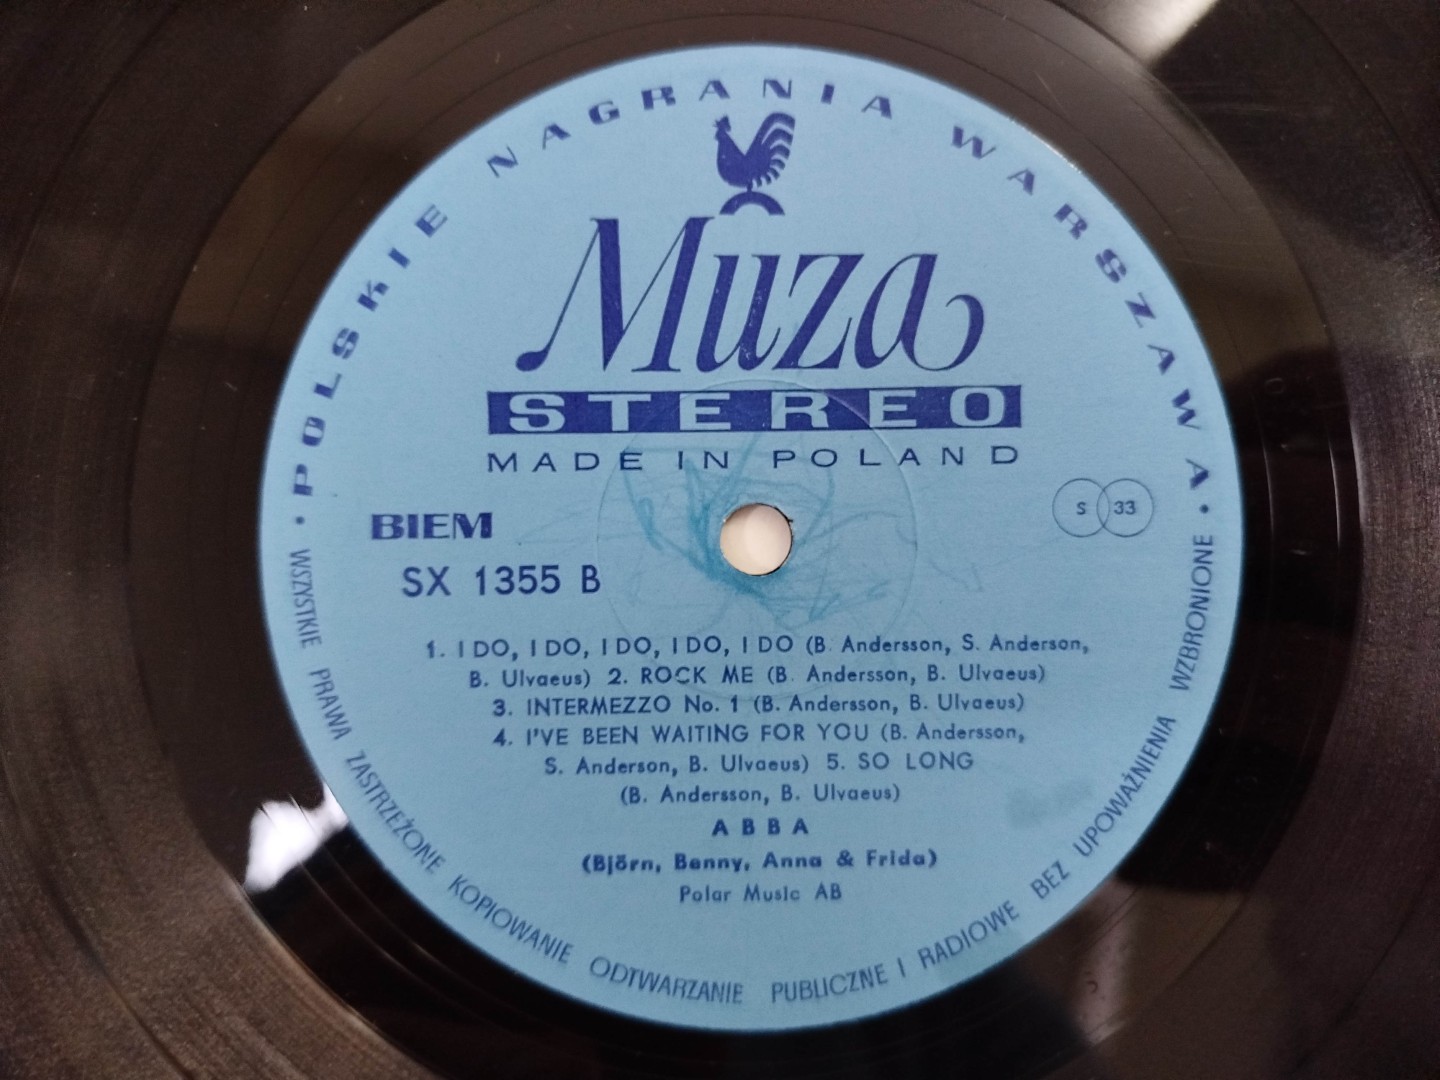 • POLSKIE NAGRANIA WARSZAWA •
Muza
STEREO
MADE IN POLAND
BIEM
S 33
SX 1355 B
1. I DO, I DO, I DO, I DO, I DO (B. Andersson, S. Anderson,
B. Ulvaeus) 2. ROCK ME (B. Andersson, B. Ulvaeus)
3. INTERMEZZO No. 1 (B. Andersson, B. Ulvaeus)
4. I'VE BEEN WAITING FOR YOU (B. Andersson,
S. Anderson, B. Ulvaeus) 5. SO LONG
(B. Andersson, B. Ulvaeus)
ABBA
(Björn, Benny, Anna & Frida)
Polar Music AB
WSZYSTKIE PRAWA ZASTRZEŻONE KOPIOWANIE ODTWARZANIE PUBLICZNE I RADIOWE BEZ UPOWAŻNIENIA WZBRONIONE